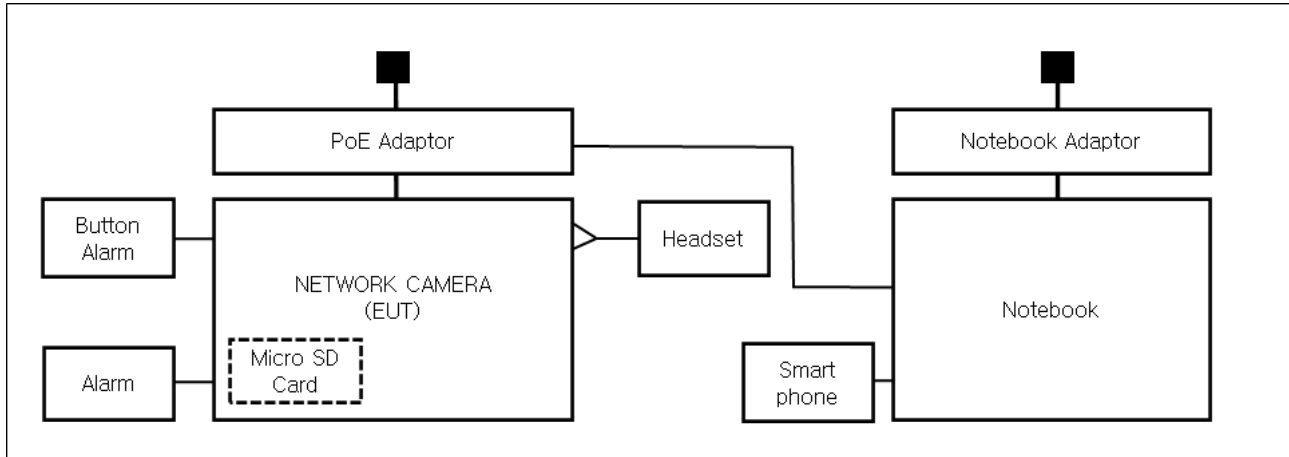 PoE Adaptor
Notebook Adaptor
Button
Alarm
Headset
NETWORK CAMERA
(EUT)
Notebook
Micro SD
Card
Alarm
Smart
phone